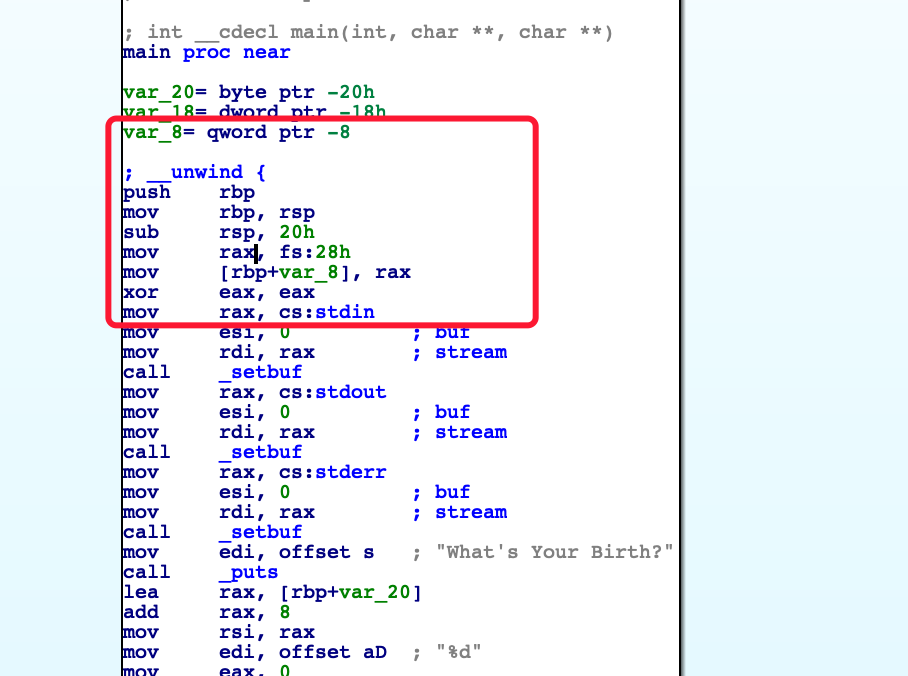 ; int __cdecl main(int, char **, char **)
main proc near
var_20= byte ptr -20h
var_18= dword ptr -18h
var_8= qword ptr -8
; __unwind {
push    rbp
mov     rbp, rsp
sub     rsp, 20h
mov     rax, fs:28h
mov     [rbp+var_8], rax
xor     eax, eax
mov     rax, cs:stdin
mov     esi, 0          ; buf
mov     rdi, rax        ; stream
call    _setbuf
mov     rax, cs:stdout
mov     esi, 0          ; buf
mov     rdi, rax        ; stream
call    _setbuf
mov     rax, cs:stderr
mov     esi, 0          ; buf
mov     rdi, rax        ; stream
call    _setbuf
mov     edi, offset s   ; "What's Your Birth?"
call    _puts
lea     rax, [rbp+var_20]
add     rax, 8
mov     rsi, rax
mov     edi, offset aD  ; "%d"
mov     eax, 0